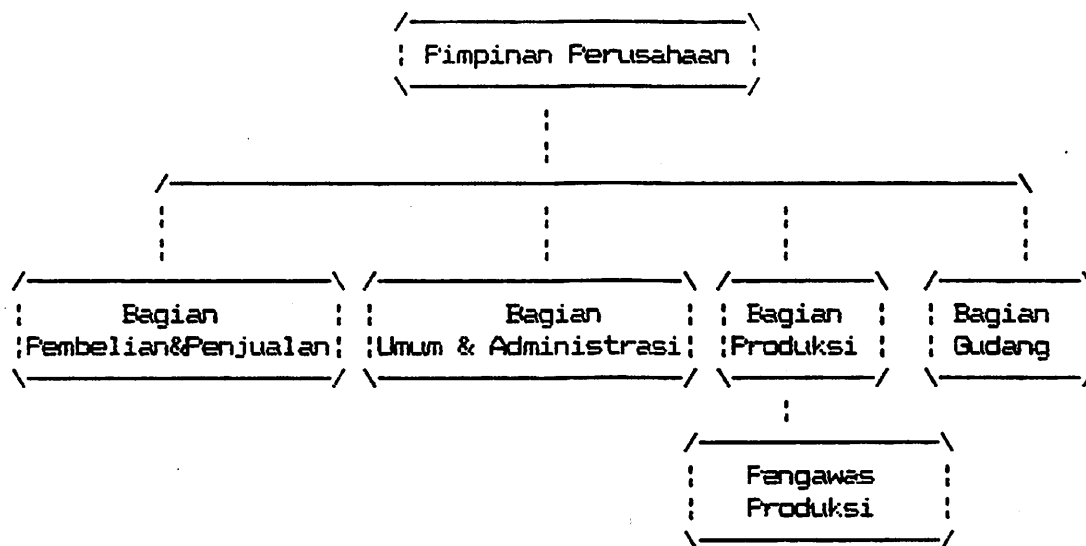 Pimpinan Perusahaan
Bagian
Pembelian&Penjualan
Bagian
Umum & Administrasi
Bagian
Produksi
Bagian
Gudang
Pengawas
Produksi